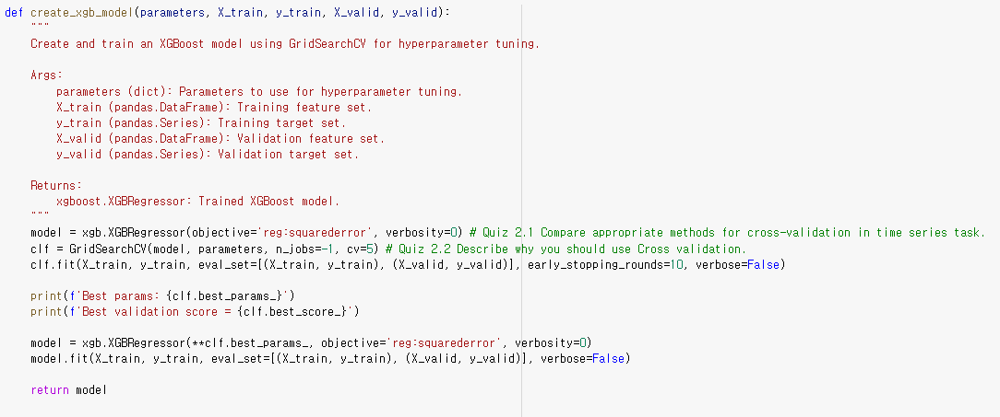 def create_xgb_model(parameters, X_train, y_train, X_valid, y_valid):
    """
    Create and train an XGBoost model using GridSearchCV for hyperparameter tuning.

    Args:
        parameters (dict): Parameters to use for hyperparameter tuning.
        X_train (pandas.DataFrame): Training feature set.
        y_train (pandas.Series): Training target set.
        X_valid (pandas.DataFrame): Validation feature set.
        y_valid (pandas.Series): Validation target set.

    Returns:
        xgboost.XGBRegressor: Trained XGBoost model.
    """
    model = xgb.XGBRegressor(objective='reg:squarederror', verbosity=0) # Quiz 2.1 Compare appropriate methods for cross-validation in time series task.
    clf = GridSearchCV(model, parameters, n_jobs=-1, cv=5) # Quiz 2.2 Describe why you should use Cross validation.
    clf.fit(X_train, y_train, eval_set=[(X_train, y_train), (X_valid, y_valid)], early_stopping_rounds=10, verbose=False)

    print(f'Best params: {clf.best_params_}')
    print(f'Best validation score = {clf.best_score_}')

    model = xgb.XGBRegressor(**clf.best_params_, objective='reg:squarederror', verbosity=0)
    model.fit(X_train, y_train, eval_set=[(X_train, y_train), (X_valid, y_valid)], verbose=False)

    return model